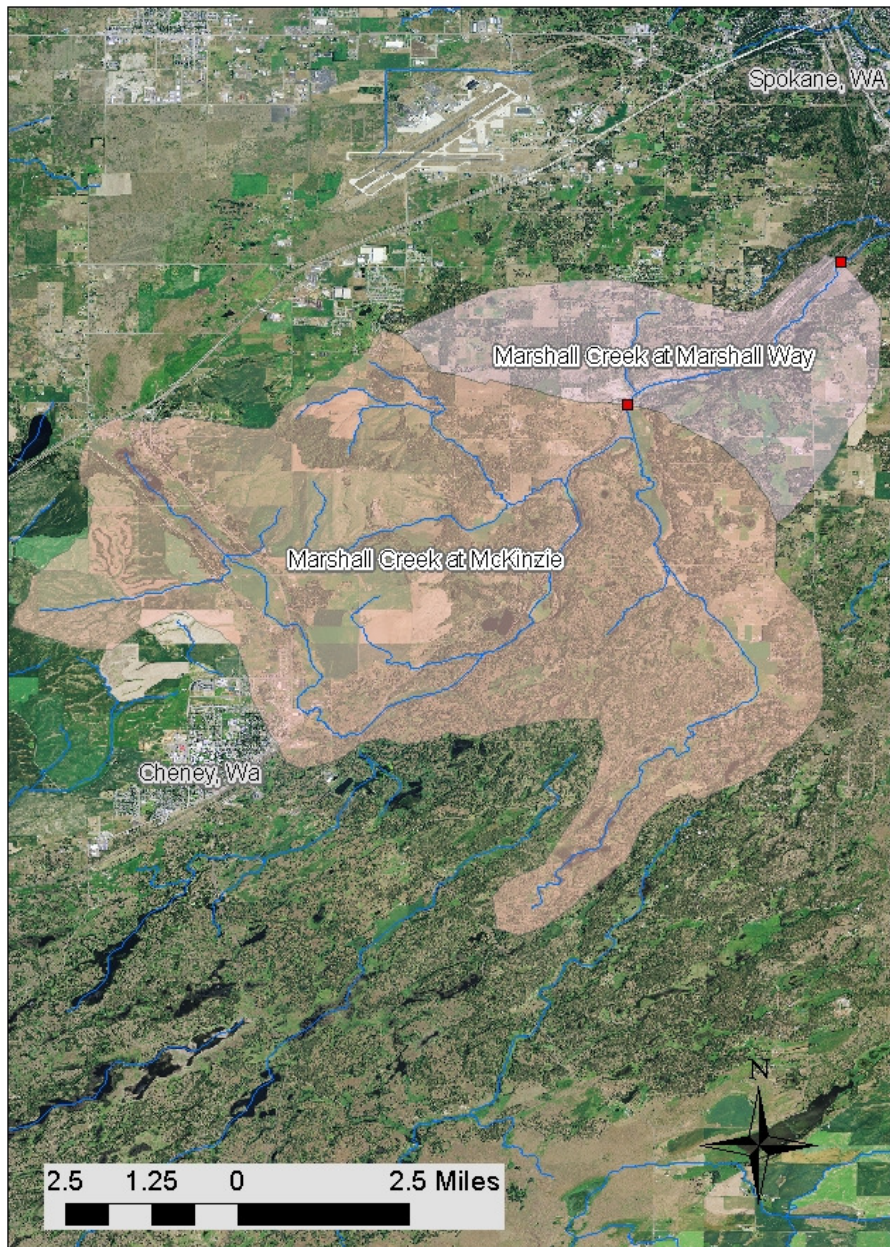 Spokane, WA
Marshall Creek at Marshall Way
Marshall Creek at McKinzie
Cheney, Wa
N
2.5 1.25 0 2.5 Miles